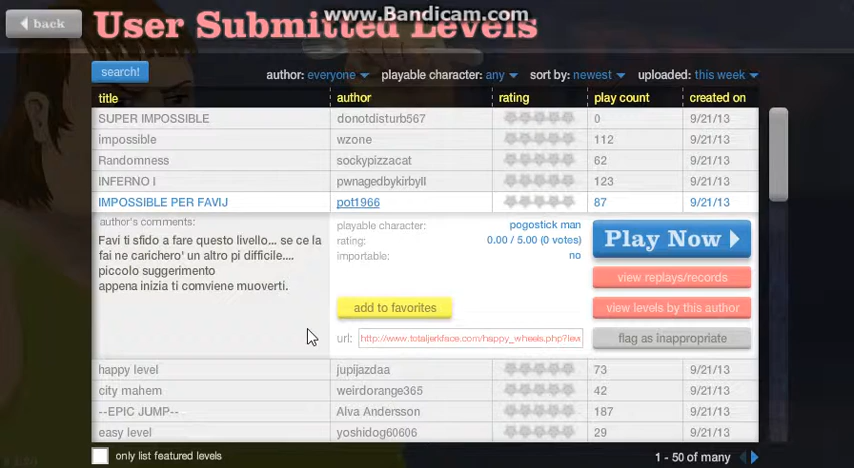 back
User Submitted Levels
www.Bandicam.com
search!
author: everyone playable character: any sort by: newest uploaded: this week
title author rating play count created on
SUPER IMPOSSIBLE donotdisturb567 0 9/21/13
impossible wzone 112 9/21/13
Randomness sockypizzacat 62 9/21/13
INFERNO I pwnagedbykirbyII 123 9/21/13
IMPOSSIBLE PER FAVIJ pot1966 87 9/21/13
author's comments:
Favi ti sfido a fare questo livello... se ce la
fai ne carichero' un altro pi difficile....
piccolo suggerimento
appena inizia ti comviene muoverti.
playable character: pogostick man
rating: 0.00 / 5.00 (0 votes)
importable: no
add to favorites
url: http://www.totaljerkface.com/happy_wheels.php?lev
Play Now
view replays/records
view levels by this author
flag as inappropriate
happy level jupijazdaa 73 9/21/13
city mahem weirdorange365 42 9/21/13
--EPIC JUMP-- Alva Andersson 187 9/21/13
easy level yoshidog60606 29 9/21/13
only list featured levels
1 - 50 of many